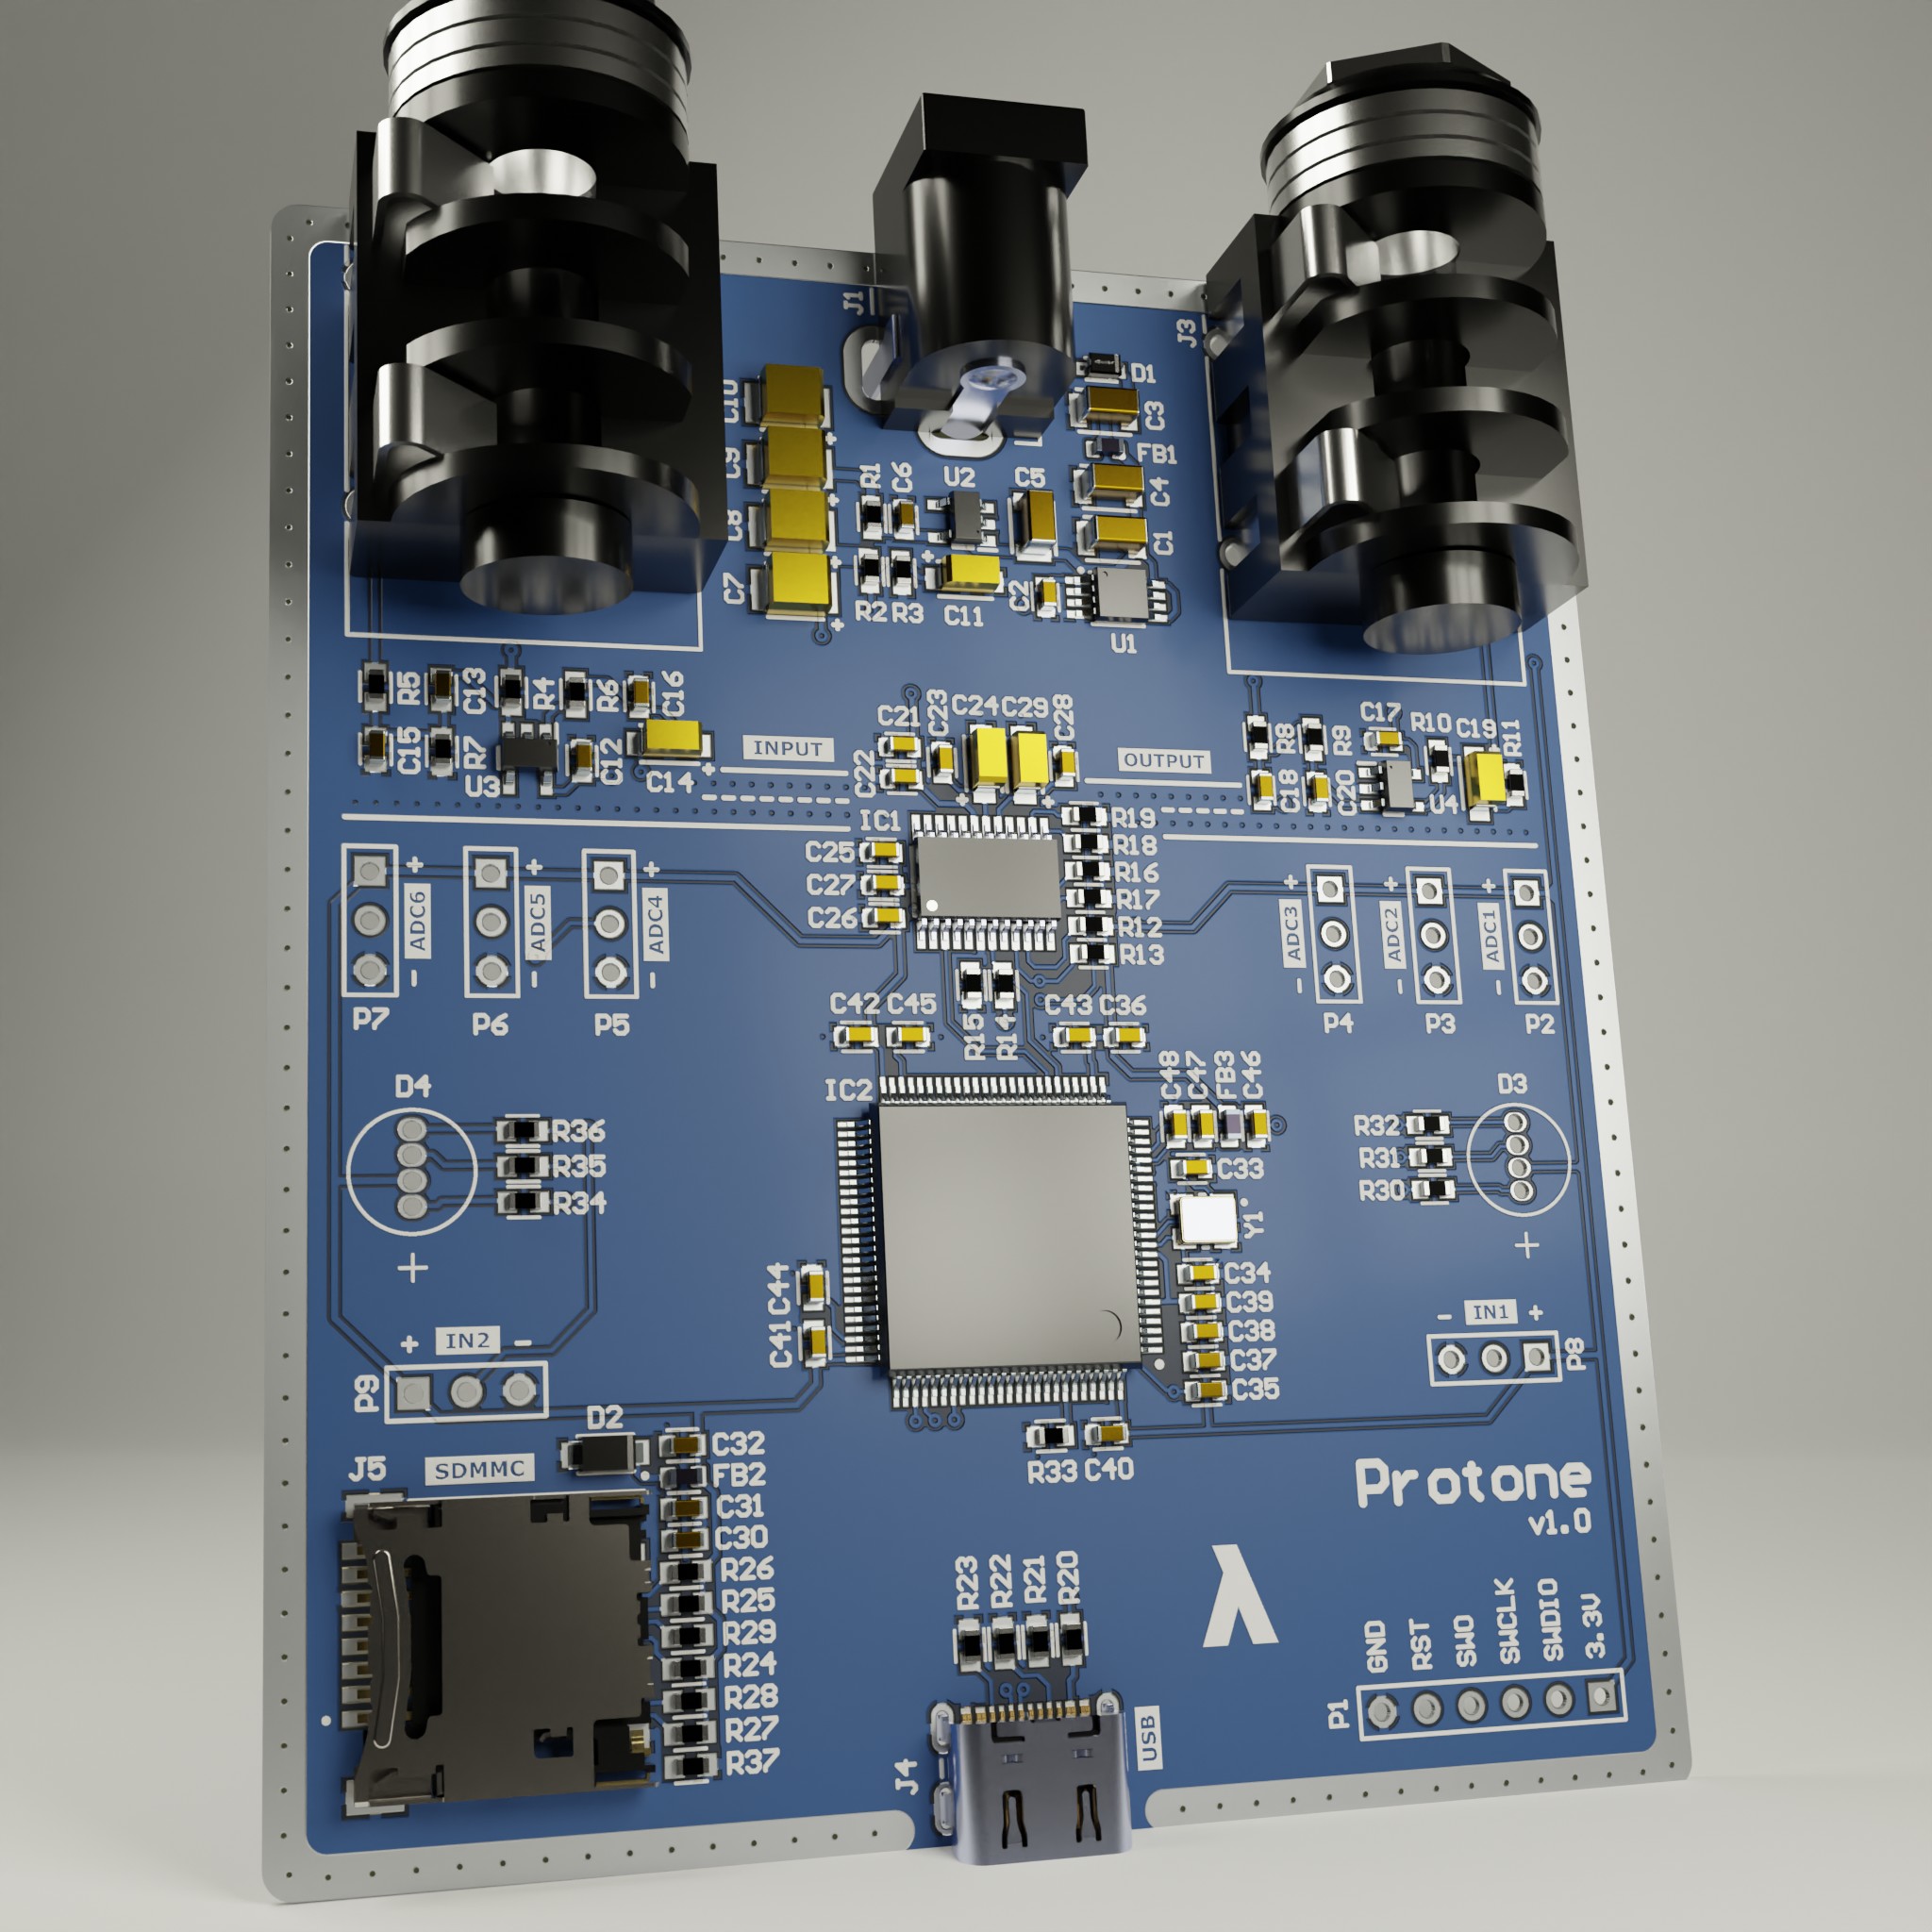 J1
J3
D1
C10
C3
FB1
C9
R1
C6
U2
C5
C4
C8
C1
C7
R2
R3
C11
C2
U1
R5
C13
R4
R6
C16
C15
R7
U3
C12
C14
INPUT
C21
C23
C24
C29
C28
C22
OUTPUT
R8
R9
C17
R10
C19
R11
C18
C20
U4
IC1
R19
R18
C25
R16
C27
R17
C26
R12
R13
+
ADC6
-
P7
+
ADC5
-
P6
+
ADC4
-
P5
+
ADC3
-
P4
+
ADC2
-
P3
+
ADC1
-
P2
C42
C45
R15
R14
C43
C36
IC2
C48
C47
FB3
C46
C33
Y1
D4
R36
R35
R34
+
D3
R32
R31
R30
+
C44
C41
C34
C39
C38
C37
C35
+ IN2 -
P9
- IN1 +
P8
R33
C40
D2
J5
SDMMC
C32
FB2
C31
C30
R26
R25
R29
R24
R28
R27
R37
Protone
v1.0
λ
R23
R22
R21
R20
J4
USB
GND
RST
SWO
SWCLK
SWDIO
3.3V
P1